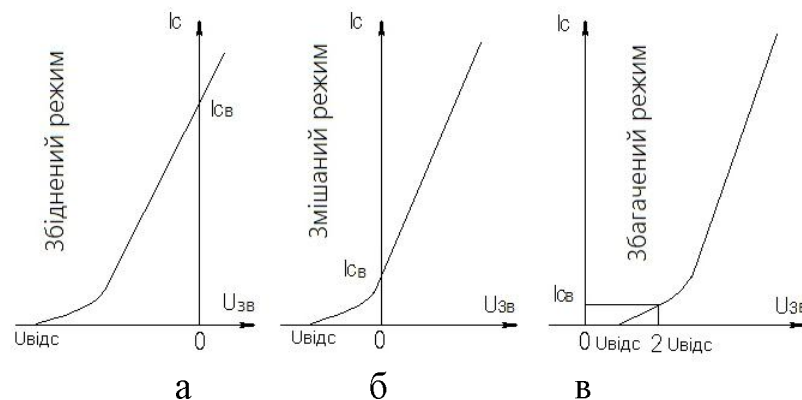 Збіднений режим
Iс
Iсв
Uзв
Uвідс
0
а
Змішаний режим
Iс
Iсв
Uзв
Uвідс
0
б
Збагачений режим
Iс
Iсв
Uзв
0 Uвідс 2 Uвідс
в